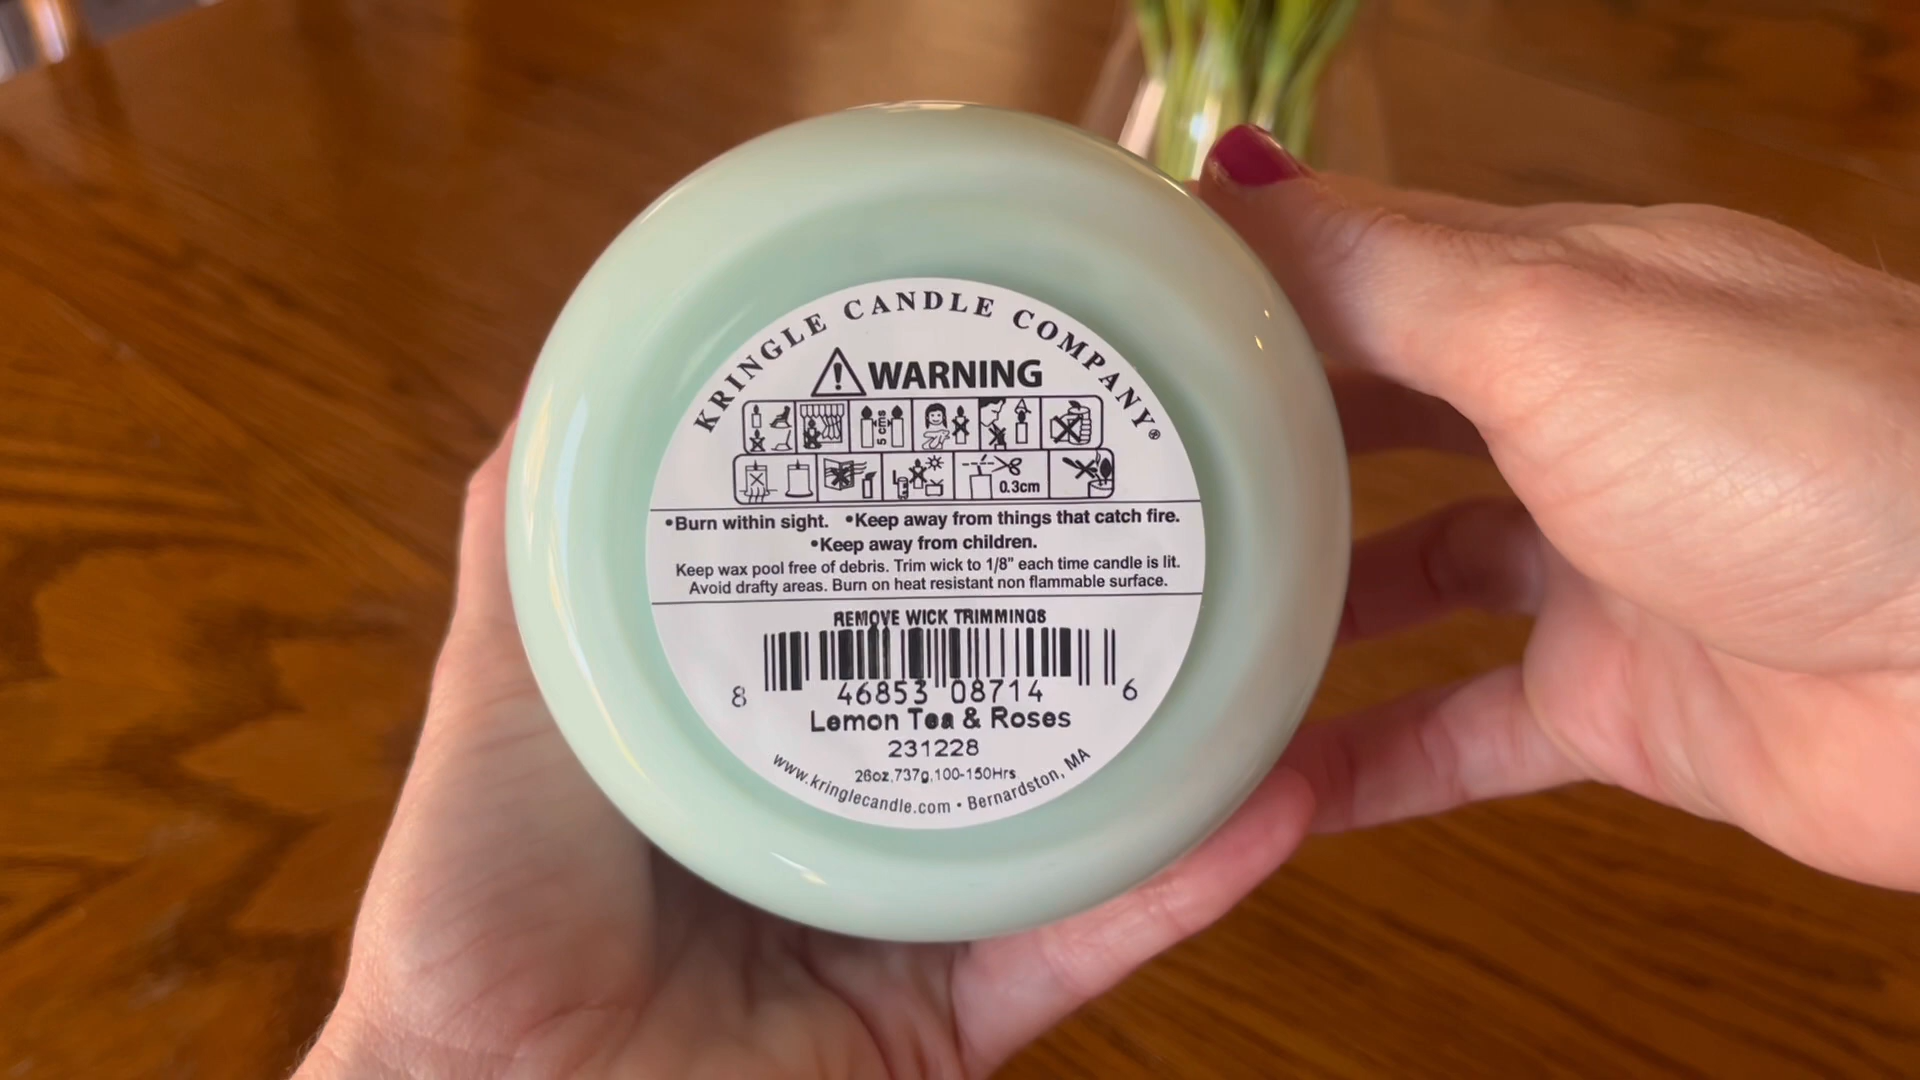 KRINGLE CANDLE COMPANY®
WARNING
5 cms
0.3cm
•Burn within sight. •Keep away from things that catch fire.
•Keep away from children.
Keep wax pool free of debris. Trim wick to 1/8" each time candle is lit.
Avoid drafty areas. Burn on heat resistant non flammable surface.
REMOVE WICK TRIMMINGS
8 46853 08714 6
Lemon Tea & Roses
231228
26oz,737g,100-150Hrs
www.kringlecandle.com • Bernardston, MA